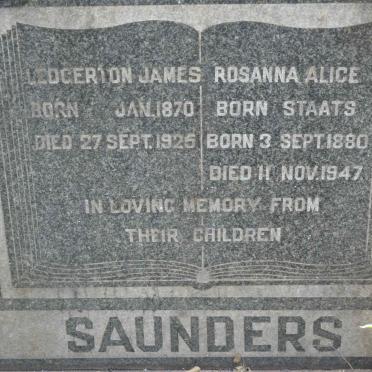 LEDGERTON JAMES
BORN JAN. 1870
DIED 27 SEPT. 1926
ROSANNA ALICE
BORN STAATS
BORN 3 SEPT. 1880
DIED 11 NOV. 1947
IN LOVING MEMORY FROM
THEIR CHILDREN
SAUNDERS